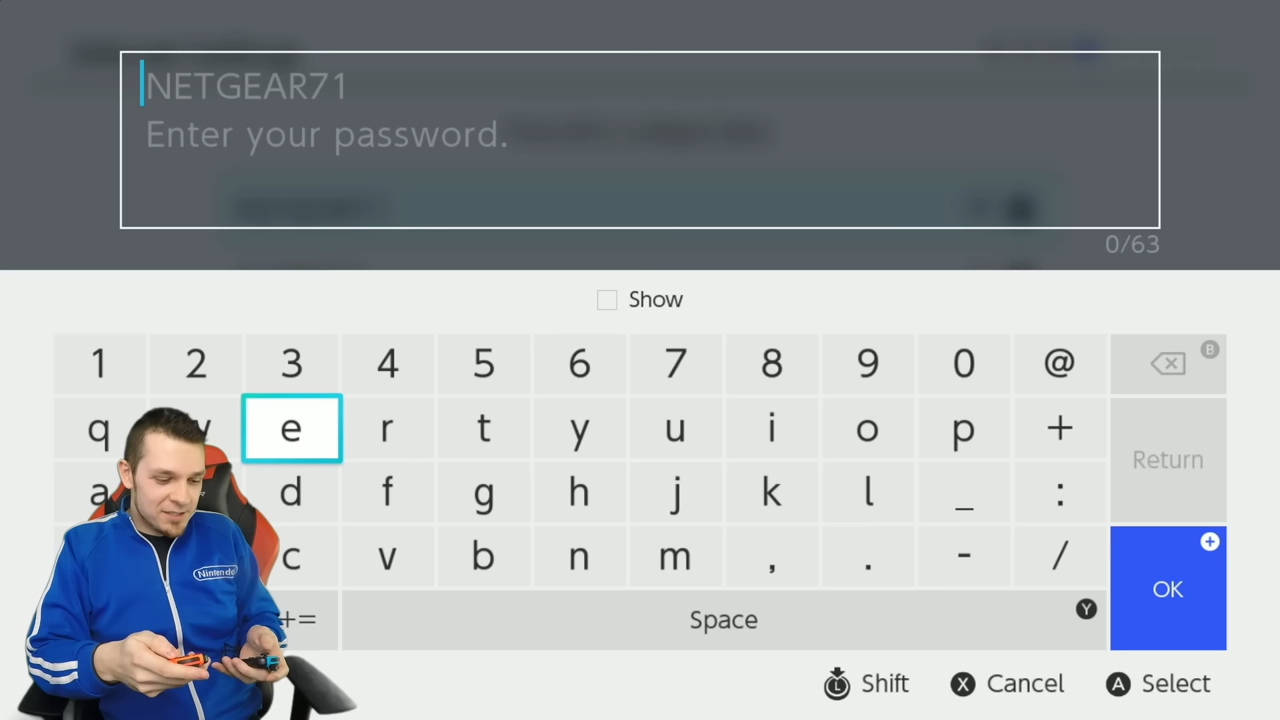 NETGEAR71
Enter your password.
0/63
Show
1 2 3 4 5 6 7 8 9 0 @ B
q e r t y u i o p + Return
a d f g h j k l _ :
c v b n m , . - / + OK
+= Space Y
Nintendo
L Shift X Cancel A Select